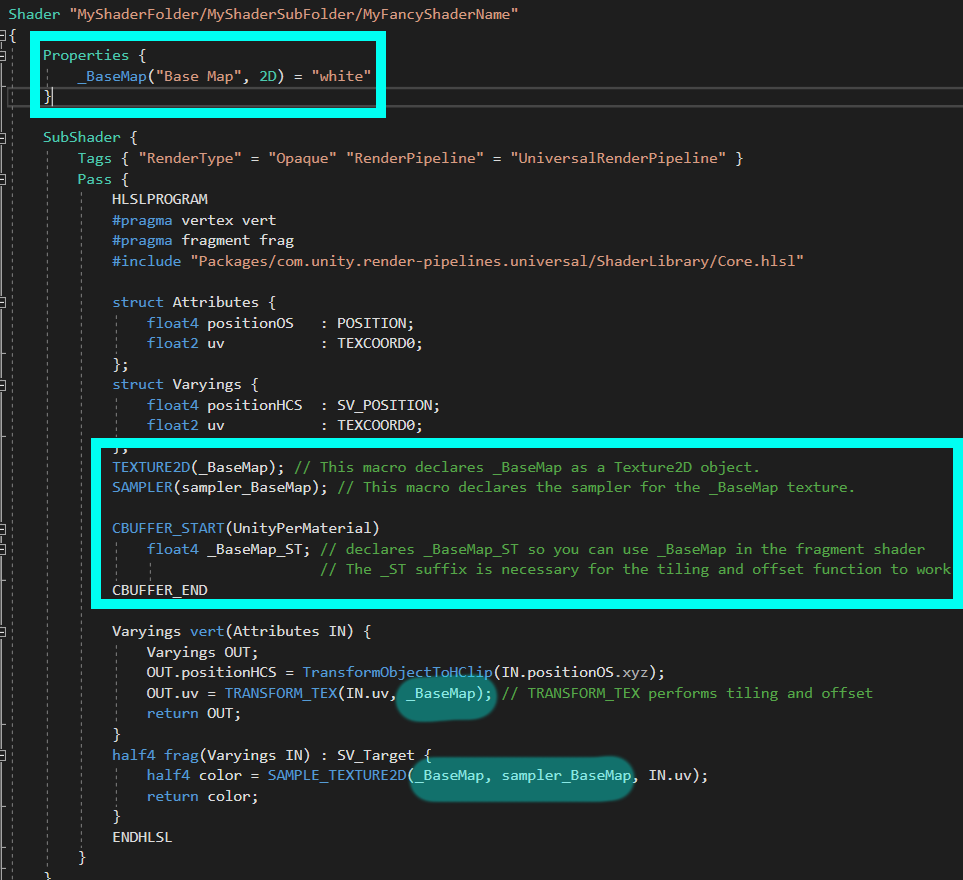 Shader "MyShaderFolder/MyShaderSubFolder/MyFancyShaderName"
{
Properties {
_BaseMap("Base Map", 2D) = "white"
}
SubShader {
Tags { "RenderType" = "Opaque" "RenderPipeline" = "UniversalRenderPipeline" }
Pass {
HLSLPROGRAM
#pragma vertex vert
#pragma fragment frag
#include "Packages/com.unity.render-pipelines.universal/ShaderLibrary/Core.hlsl"
struct Attributes {
float4 positionOS : POSITION;
float2 uv : TEXCOORD0;
};
struct Varyings {
float4 positionHCS : SV_POSITION;
float2 uv : TEXCOORD0;
};
TEXTURE2D(_BaseMap); // This macro declares _BaseMap as a Texture2D object.
SAMPLER(sampler_BaseMap); // This macro declares the sampler for the _BaseMap texture.
CBUFFER_START(UnityPerMaterial)
float4 _BaseMap_ST; // declares _BaseMap_ST so you can use _BaseMap in the fragment shader
// The _ST suffix is necessary for the tiling and offset function to work
CBUFFER_END
Varyings vert(Attributes IN) {
Varyings OUT;
OUT.positionHCS = TransformObjectToHClip(IN.positionOS.xyz);
OUT.uv = TRANSFORM_TEX(IN.uv, _BaseMap); // TRANSFORM_TEX performs tiling and offset
return OUT;
}
half4 frag(Varyings IN) : SV_Target {
half4 color = SAMPLE_TEXTURE2D(_BaseMap, sampler_BaseMap, IN.uv);
return color;
}
ENDHLSL
}
}